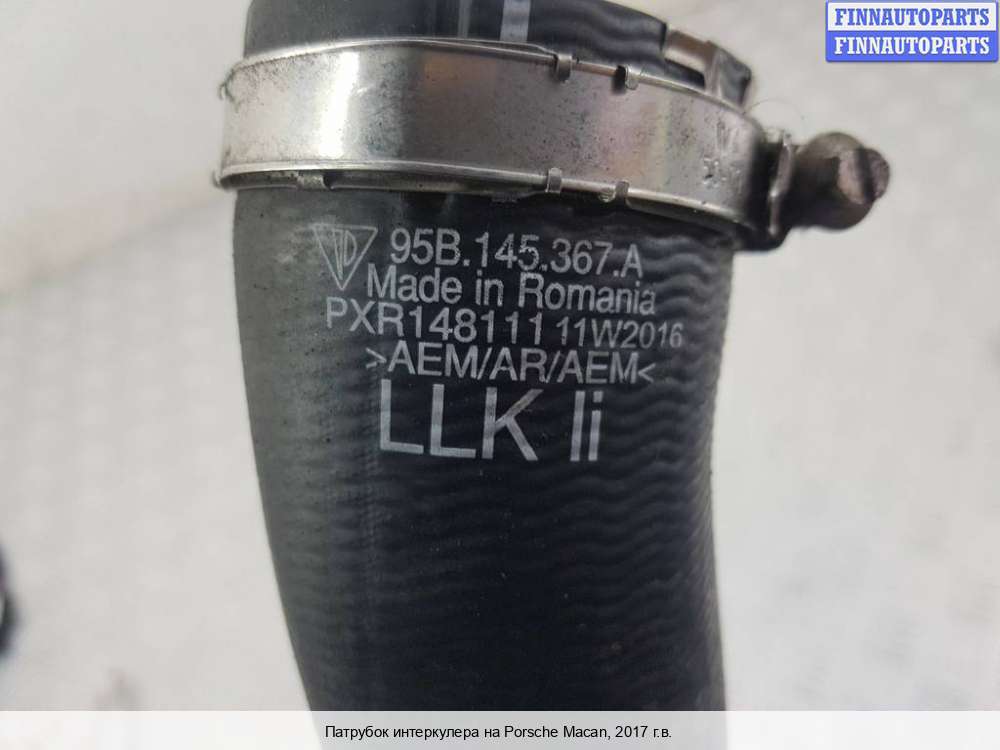 FINNAUTOPARTS
FINNAUTOPARTS
95B.145.367.A
Made in Romania
PXR148111 11W2016
>AEM/AR/AEM<
LLK li
Патрубок интеркулера на Porsche Macan, 2017 г.в.